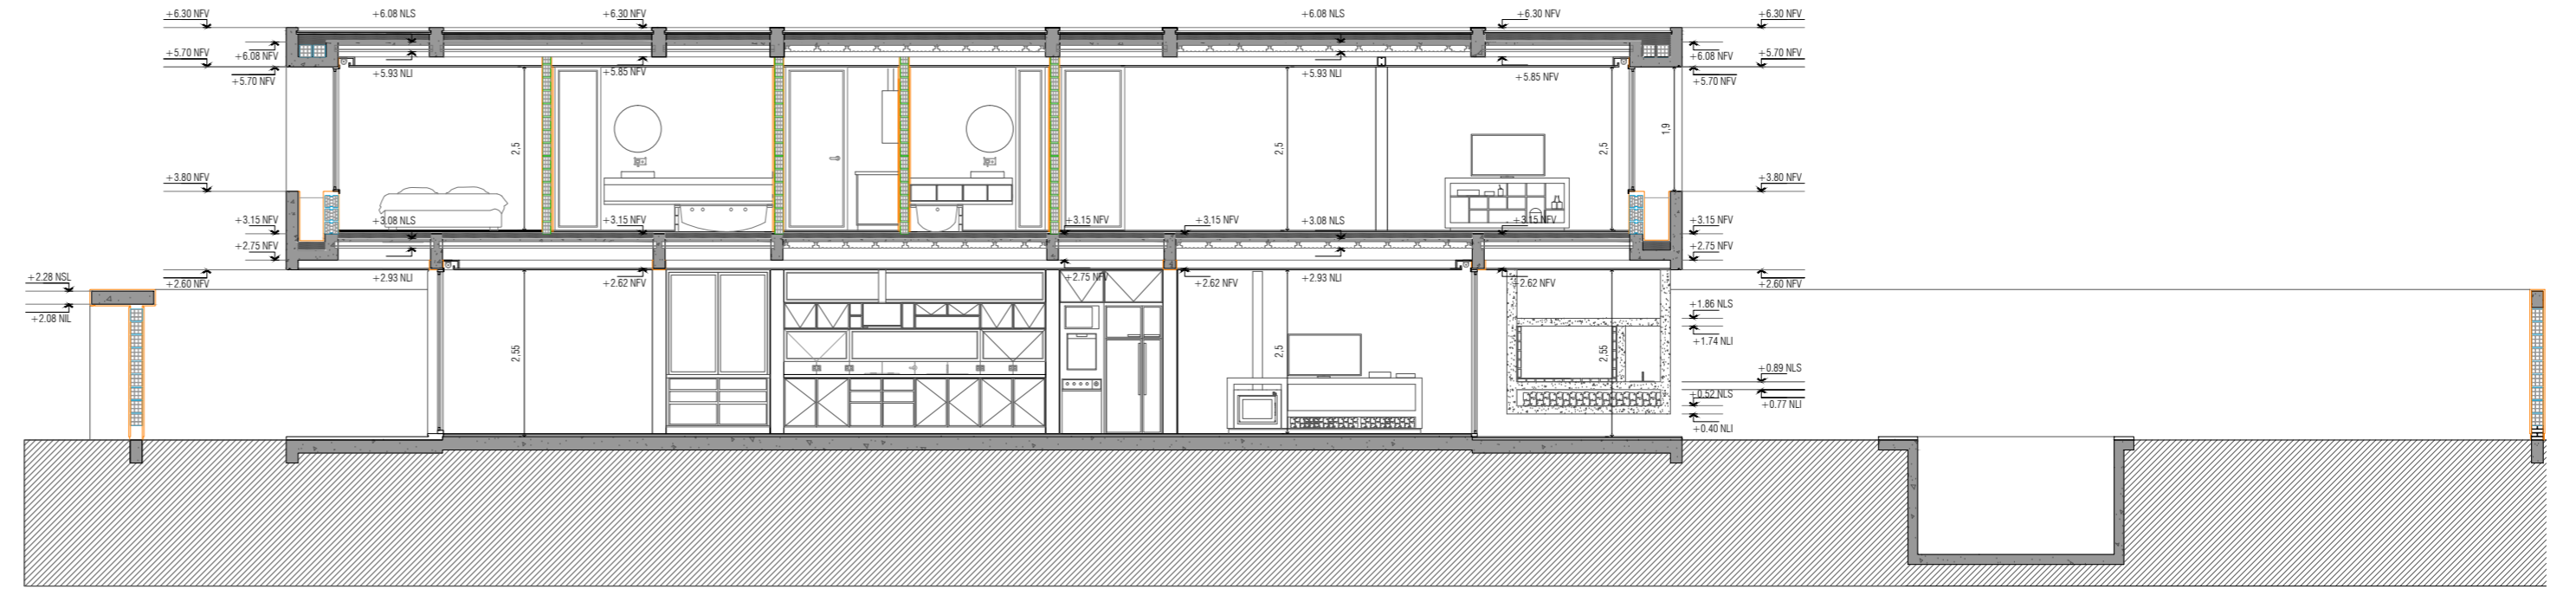 +6.30 NFV
+6.08 NLS
+6.30 NFV
+6.08 NLS
+6.30 NFV
+6.30 NFV
+5.70 NFV
+6.08 NFV
+5.70 NFV
+5.93 NLI
+5.85 NFV
+5.93 NLI
+5.85 NFV
+6.08 NFV
+5.70 NFV
+5.70 NFV
2,5
2,5
2,5
1,9
+3.80 NFV
+3.80 NFV
+3.15 NFV
+3.08 NLS
+3.15 NFV
+3.15 NFV
+3.15 NFV
+3.08 NLS
+3.15 NFV
+3.15 NFV
+2.75 NFV
+2.75 NFV
+2.28 NSL
+2.60 NFV
+2.93 NLI
+2.62 NFV
+2.75 NFV
+2.62 NFV
+2.93 NLI
+2.62 NFV
+2.60 NFV
+2.08 NIL
+1.86 NLS
+1.74 NLI
2,55
2,5
2,55
+0.89 NLS
+0.52 NLS
+0.77 NLI
+0.40 NLI